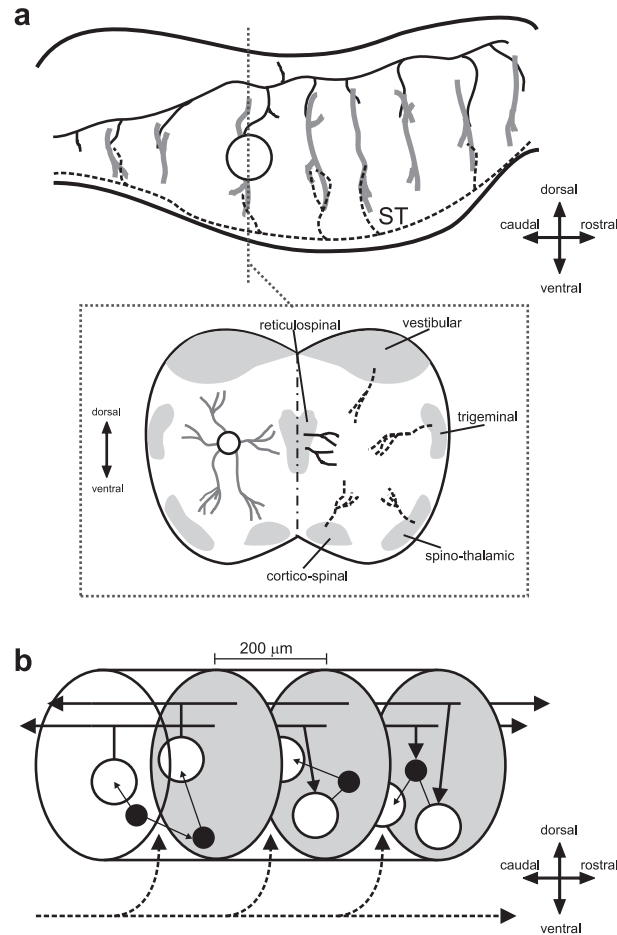 a
ST
dorsal
caudal rostral
ventral
reticulospinal
vestibular
dorsal
trigeminal
ventral
spino-thalamic
cortico-spinal
b
200 μm
dorsal
caudal rostral
ventral